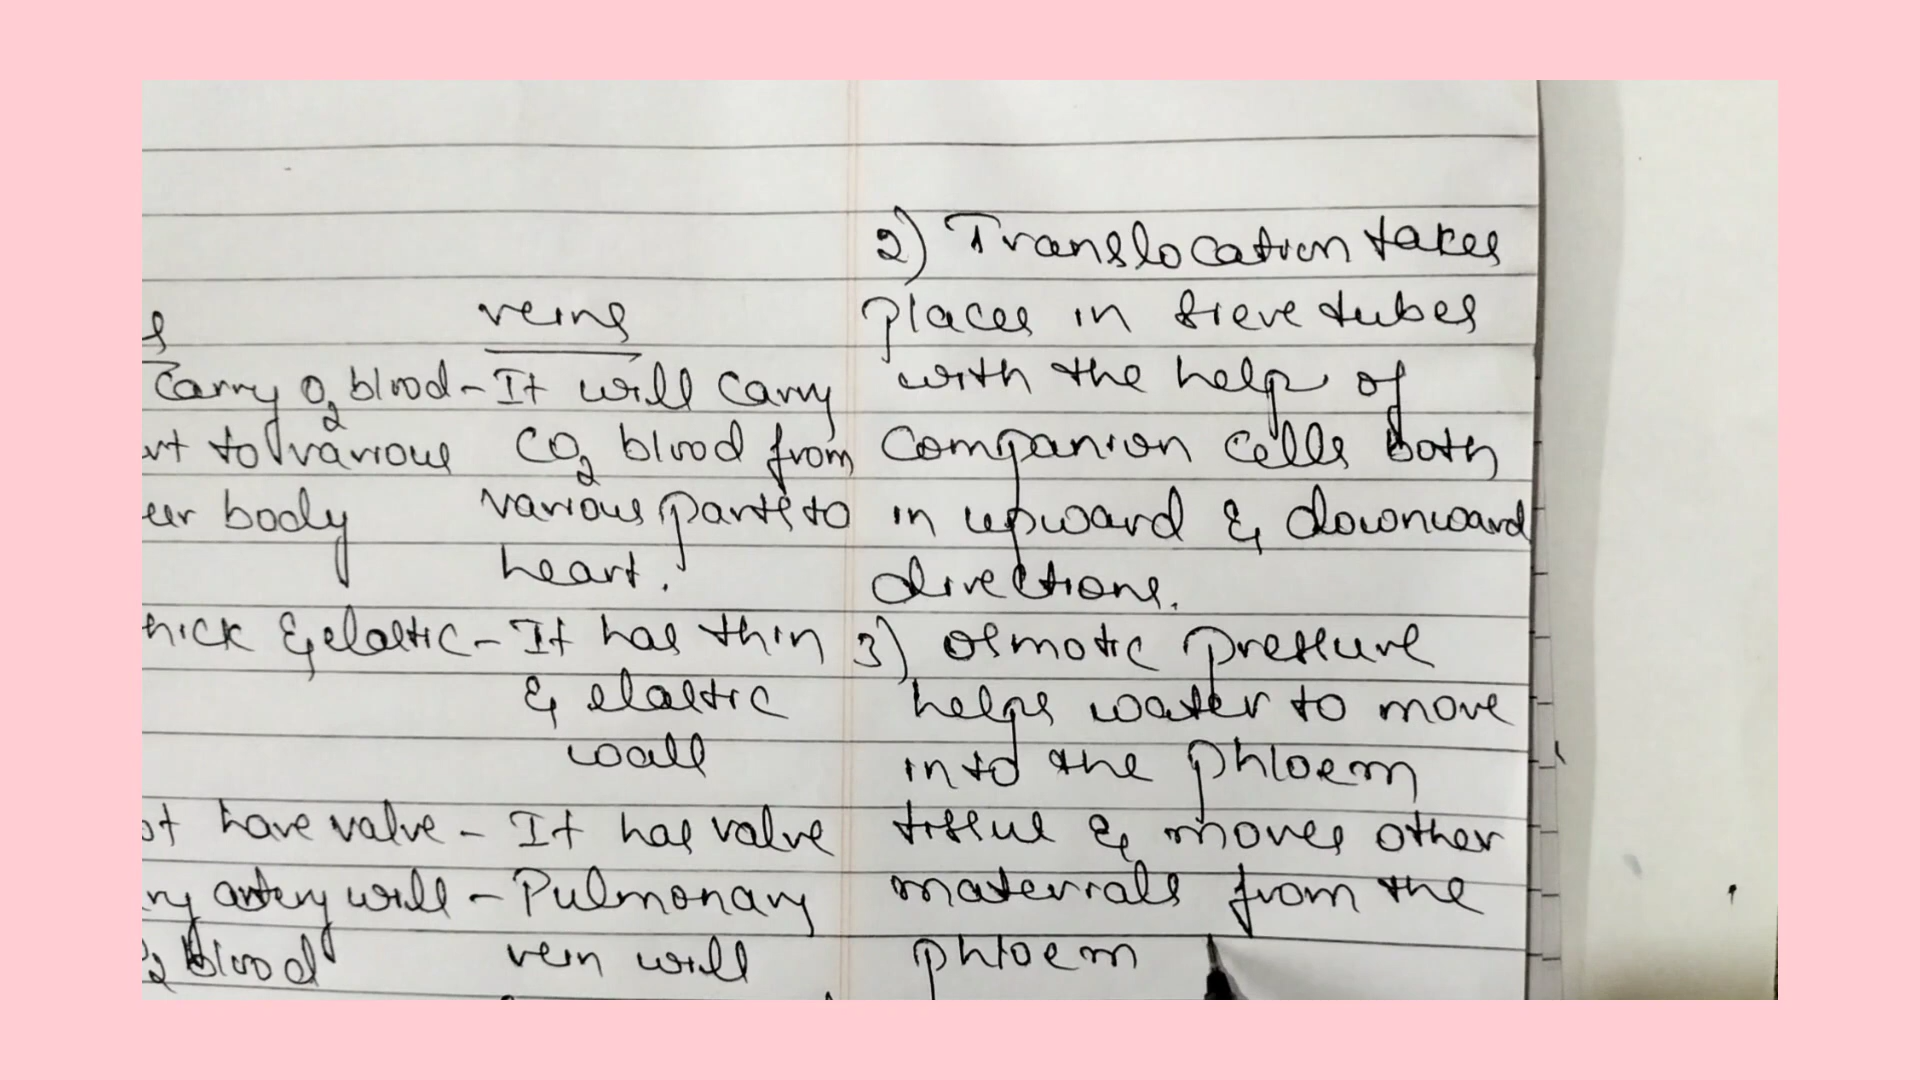 veins
carry O2 blood - It will carry
to various CO2 blood from
body various parts to
heart.
& elastic - It has thin
& elastic
wall
have valve - It has valve
artery will - Pulmonary
blood vein will
2) Translocation takes
places in sieve tubes
with the help of
companion cells both
in upward & downward
directions.
3) Osmotic pressure
helps water to move
into the phloem
tissue & moves other
materials from the
phloem